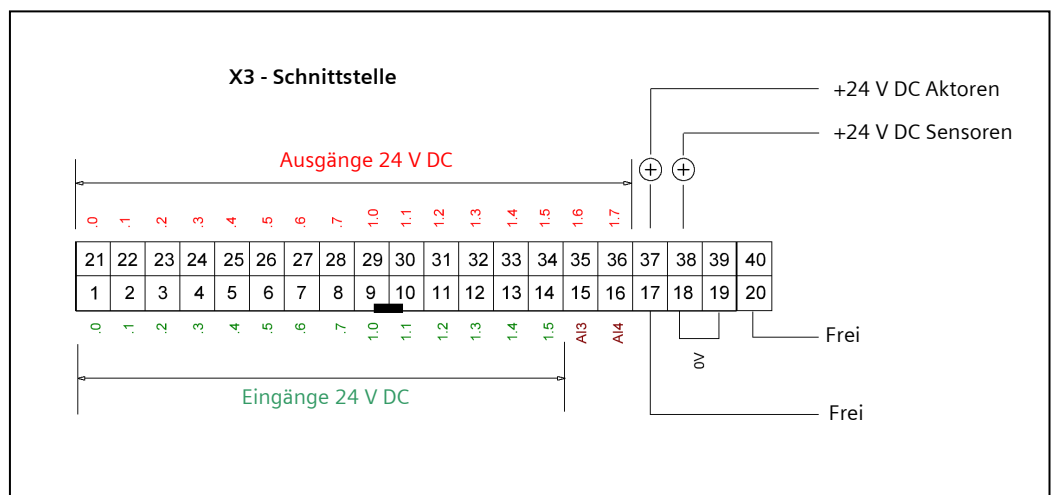 X3 - Schnittstelle
+24 V DC Aktoren
+24 V DC Sensoren
Ausgänge 24 V DC
+ +
.0 .1 .2 .3 .4 .5 .6 .7 1.0 1.1 1.2 1.3 1.4 1.5 1.6 1.7
21 22 23 24 25 26 27 28 29 30 31 32 33 34 35 36 37 38 39 40
1 2 3 4 5 6 7 8 9 10 11 12 13 14 15 16 17 18 19 20
.0 .1 .2 .3 .4 .5 .6 .7 1.0 1.1 1.2 1.3 1.4 1.5 AI3 AI4
Frei
0V
Eingänge 24 V DC
Frei